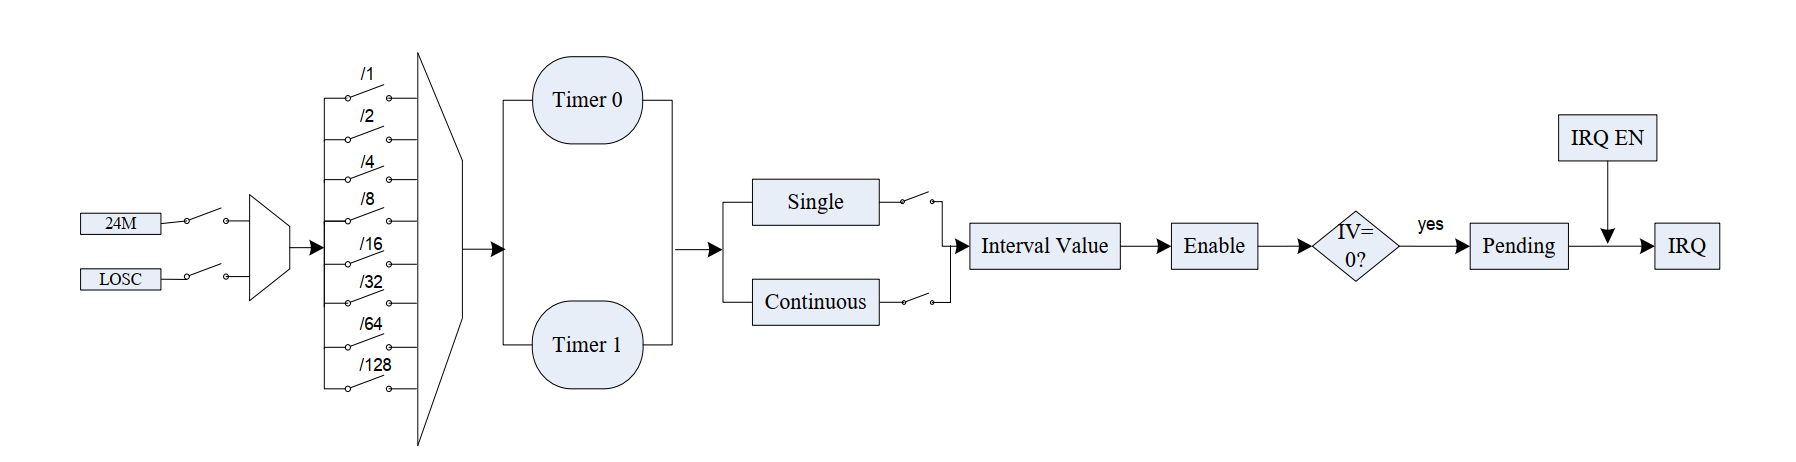 24M
LOSC
/1
/2
/4
/8
/16
/32
/64
/128
Timer 0
Timer 1
Single
Continuous
Interval Value
Enable
IV=
0?
yes
Pending
IRQ EN
IRQ